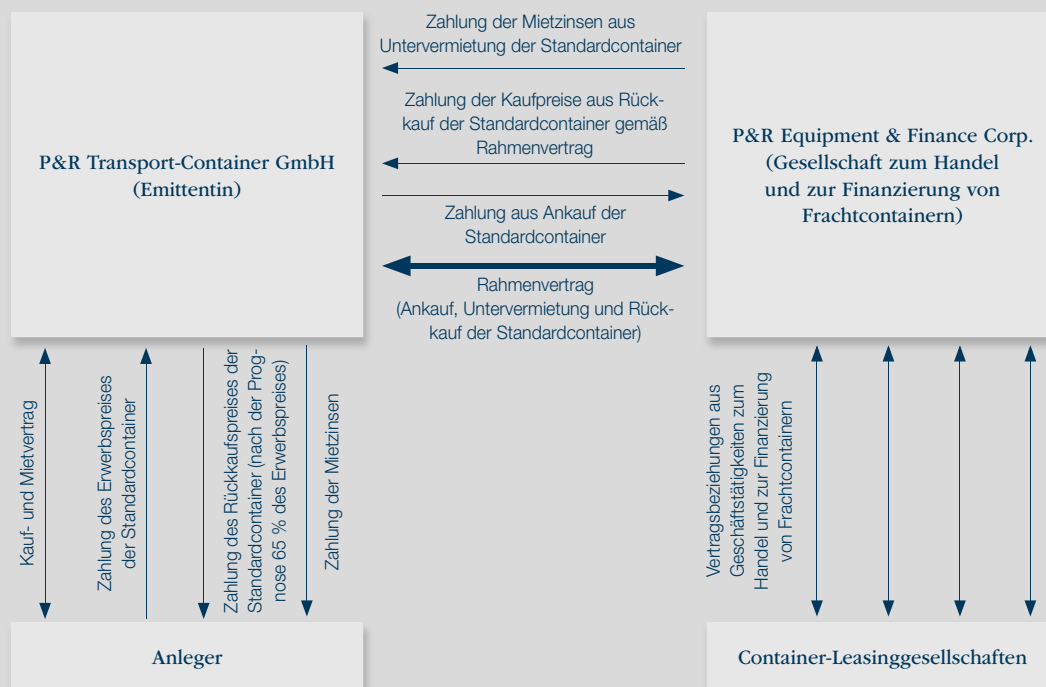 Zahlung der Mietzinsen aus
Untervermietung der Standardcontainer
Zahlung der Kaufpreise aus Rück-
kauf der Standardcontainer gemäß
Rahmenvertrag
P&R Transport-Container GmbH
(Emittentin)
P&R Equipment & Finance Corp.
(Gesellschaft zum Handel
und zur Finanzierung von
Frachtcontainern)
Zahlung aus Ankauf der
Standardcontainer
Rahmenvertrag
(Ankauf, Untervermietung und Rück-
kauf der Standardcontainer)
Kauf- und Mietvertrag
Zahlung des Erwerbspreises
der Standardcontainer
Zahlung des Rückkaufspreises der
Standardcontainer (nach der Prog-
nose 65 % des Erwerbspreises)
Zahlung der Mietzinsen
Vertragsbeziehungen aus
Geschäftstätigkeiten zum
Handel und zur Finanzierung
von Frachtcontainern
Anleger
Container-Leasinggesellschaften